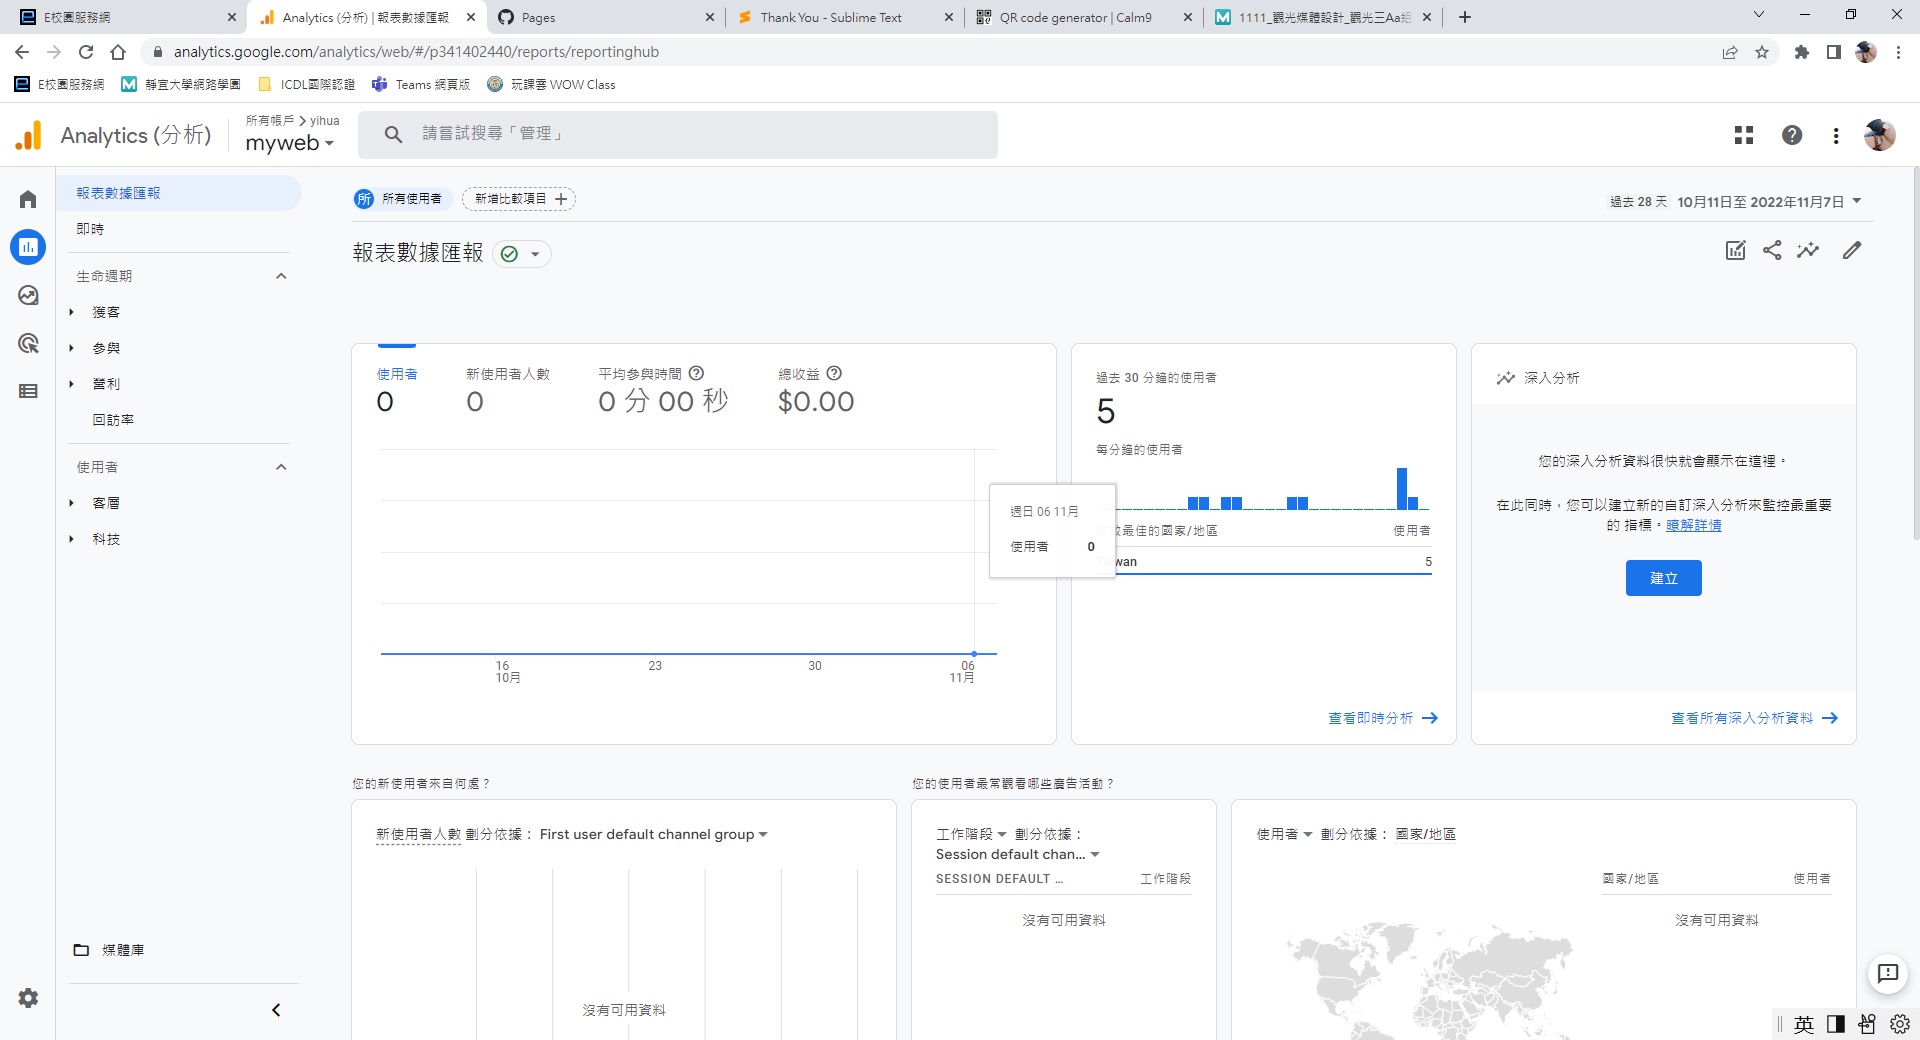 E校園服務網
Analytics (分析) | 報表數據匯報
Pages
Thank You - Sublime Text
QR code generator | Calm9
1111_觀光媒體設計_觀光三Aa組
analytics.google.com/analytics/web/#/p341402440/reports/reportinghub
E校園服務網
靜宜大學網路學園
ICDL國際認證
Teams 網頁版
玩課雲 WOW Class
Analytics (分析)
所有帳戶 > yihua
myweb
請嘗試搜尋「管理」
報表數據匯報
即時
生命週期
獲客
參與
營利
回訪率
使用者
客層
科技
媒體庫
所 所有使用者
新增比較項目 +
過去 28 天 10月11日至 2022年11月7日
報表數據匯報
使用者
0
新使用者人數
0
平均參與時間
0 分 00 秒
總收益
$0.00
16
10月
23
30
06
11月
週日 06 11月
使用者 0
過去 30 分鐘的使用者
5
每分鐘的使用者
最佳的國家/地區 使用者
wan 5
查看即時分析
深入分析
您的深入分析資料很快就會顯示在這裡。
在此同時，您可以建立新的自訂深入分析來監控最重要
的 指標。瞭解詳情
建立
查看所有深入分析資料
您的新使用者來自何處？
新使用者人數 劃分依據： First user default channel group
沒有可用資料
您的使用者最常觀看哪些廣告活動？
工作階段 劃分依據：
Session default chan...
SESSION DEFAULT … 工作階段
沒有可用資料
使用者 劃分依據： 國家/地區
國家/地區 使用者
沒有可用資料
英